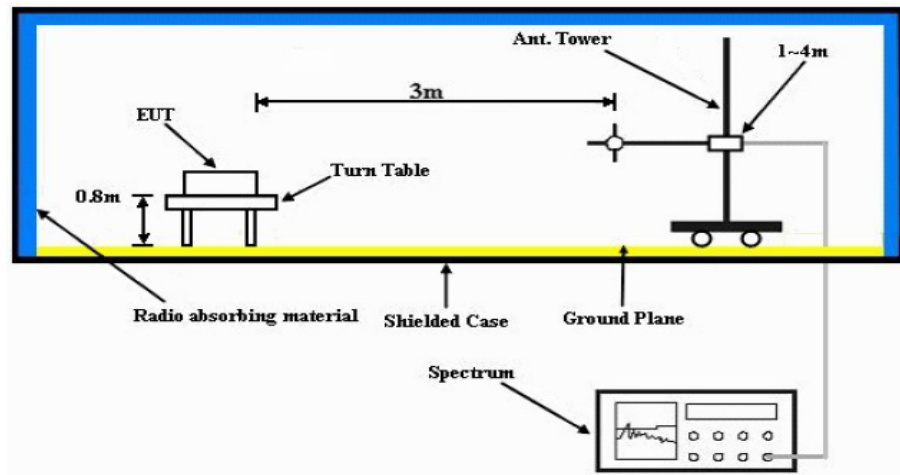 Ant. Tower
1~4m
3m
EUT
Turn Table
0.8m
Radio absorbing material
Shielded Case
Ground Plane
Spectrum